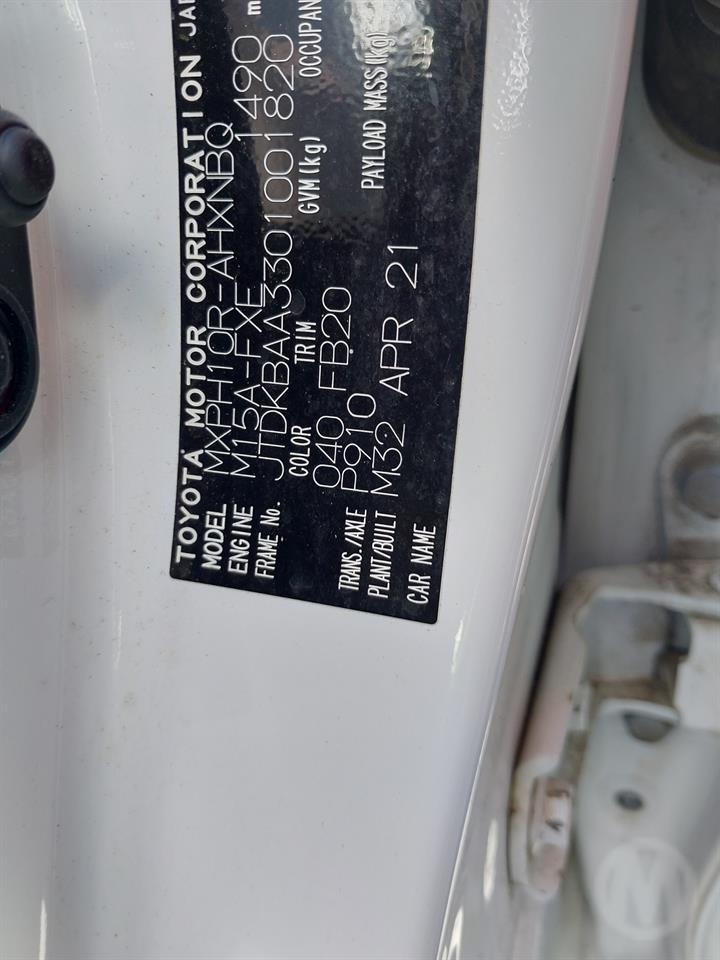 TOYOTA MOTOR CORPORATION JA
MODEL MXPH10R-AHXNBQ
ENGINE M15A-FXE 1490 m
FRAME No. JTDKBAA3301001820
COLOR TRIM GVM(kg) OCCUPAN
040 FB20
TRANS./AXLE P910 PAYLOAD MASS(kg)
PLANT/BUILT M32 APR 21
CAR NAME
4
M